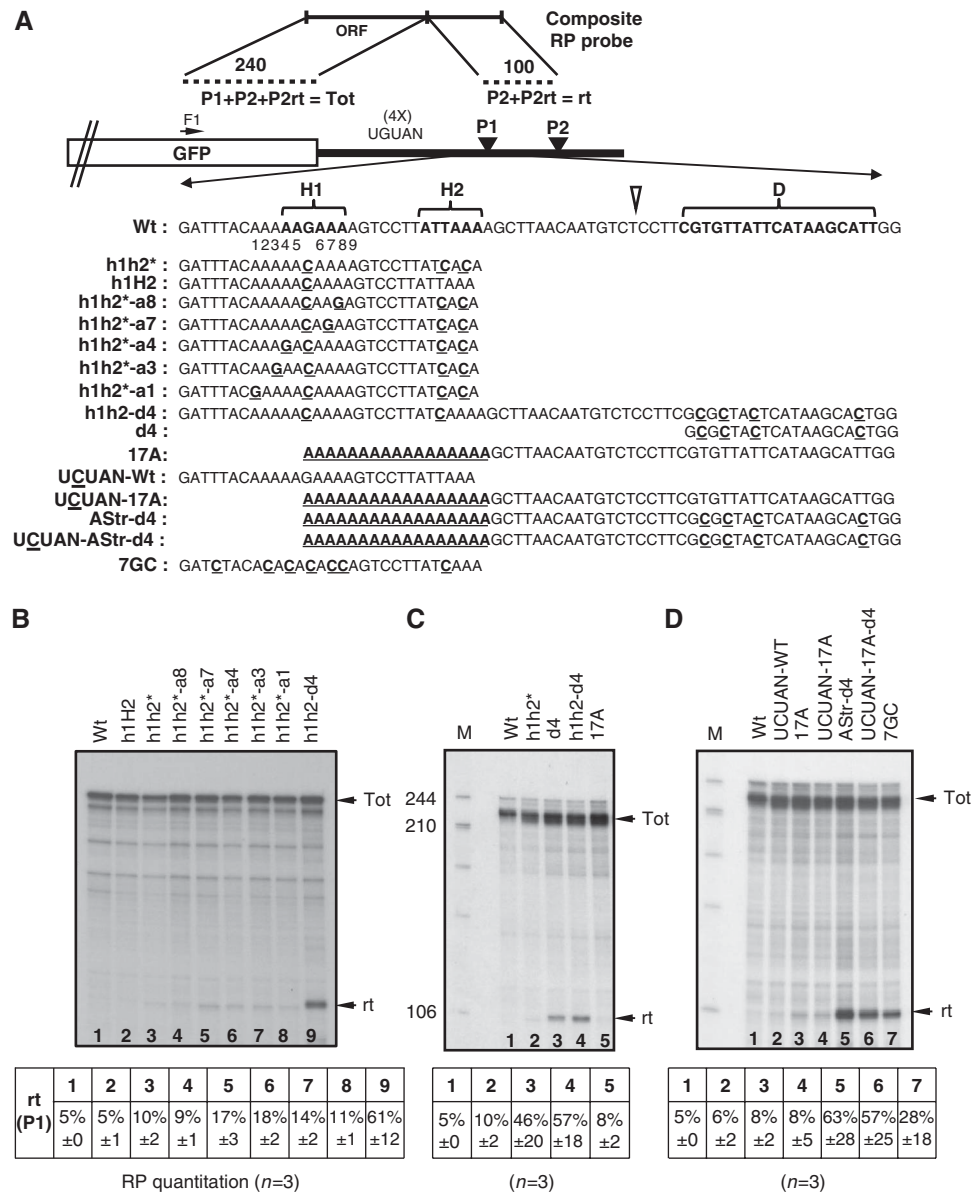 A
ORF
Composite
RP probe
240
100
P1+P2+P2rt = Tot
P2+P2rt = rt
F1
(4X)
UGUAN
P1
P2
GFP
H1
H2
D
Wt : GATTTACAAAAAGAAAAGTCCTTATTAAAAGCTTAACAATGTCTCCTTCGTGTTATTCATAAGCATTGG
12345 6789
h1h2* : GATTTACAAAAACAAAAGTCCTTATCACA
h1H2 : GATTTACAAAAACAAAAGTCCTTATTAAA
h1h2*-a8 : GATTTACAAAAACAAGAGTCCTTATCACA
h1h2*-a7 : GATTTACAAAAACAGAAGTCCTTATCACA
h1h2*-a4 : GATTTACAAAGACAAAAGTCCTTATCACA
h1h2*-a3 : GATTTACAAGAACAAAAGTCCTTATCACA
h1h2*-a1 : GATTTACGAAAACAAAAGTCCTTATCACA
h1h2-d4 : GATTTACAAAAACAAAAGTCCTTATCAAAAGCTTAACAATGTCTCCTTCGCGCTACTCATAAGCACTGG
d4 : GCGCTACTCATAAGCACTGG
17A: AAAAAAAAAAAAAAAAAGCTTAACAATGTCTCCTTCGTGTTATTCATAAGCATTGG
UCUAN-Wt : GATTTACAAAAAGAAAAGTCCTTATTAAA
UCUAN-17A: AAAAAAAAAAAAAAAAAGCTTAACAATGTCTCCTTCGTGTTATTCATAAGCATTGG
AStr-d4 : AAAAAAAAAAAAAAAAAGCTTAACAATGTCTCCTTCGCGCTACTCATAAGCACTGG
UCUAN-AStr-d4 : AAAAAAAAAAAAAAAAAGCTTAACAATGTCTCCTTCGCGCTACTCATAAGCACTGG
7GC : GATCTACACACACACCAGTCCTTATCAAA
B
Wt
h1H2
h1h2*
h1h2*-a8
h1h2*-a7
h1h2*-a4
h1h2*-a3
h1h2*-a1
h1h2-d4
Tot
rt
1 2 3 4 5 6 7 8 9
rt
(P1)
1 2 3 4 5 6 7 8 9
5% 5% 10% 9% 17% 18% 14% 11% 61%
±0 ±1 ±2 ±1 ±3 ±2 ±2 ±1 ±12
RP quantitation (n=3)
C
M
Wt
h1h2*
d4
h1h2-d4
17A
244
210
106
Tot
rt
1 2 3 4 5
1 2 3 4 5
5% 10% 46% 57% 8%
±0 ±2 ±20 ±18 ±2
(n=3)
D
M
Wt
UCUAN-WT
17A
UCUAN-17A
AStr-d4
UCUAN-17A-d4
7GC
Tot
rt
1 2 3 4 5 6 7
1 2 3 4 5 6 7
5% 6% 8% 8% 63% 57% 28%
±0 ±2 ±2 ±5 ±28 ±25 ±18
(n=3)